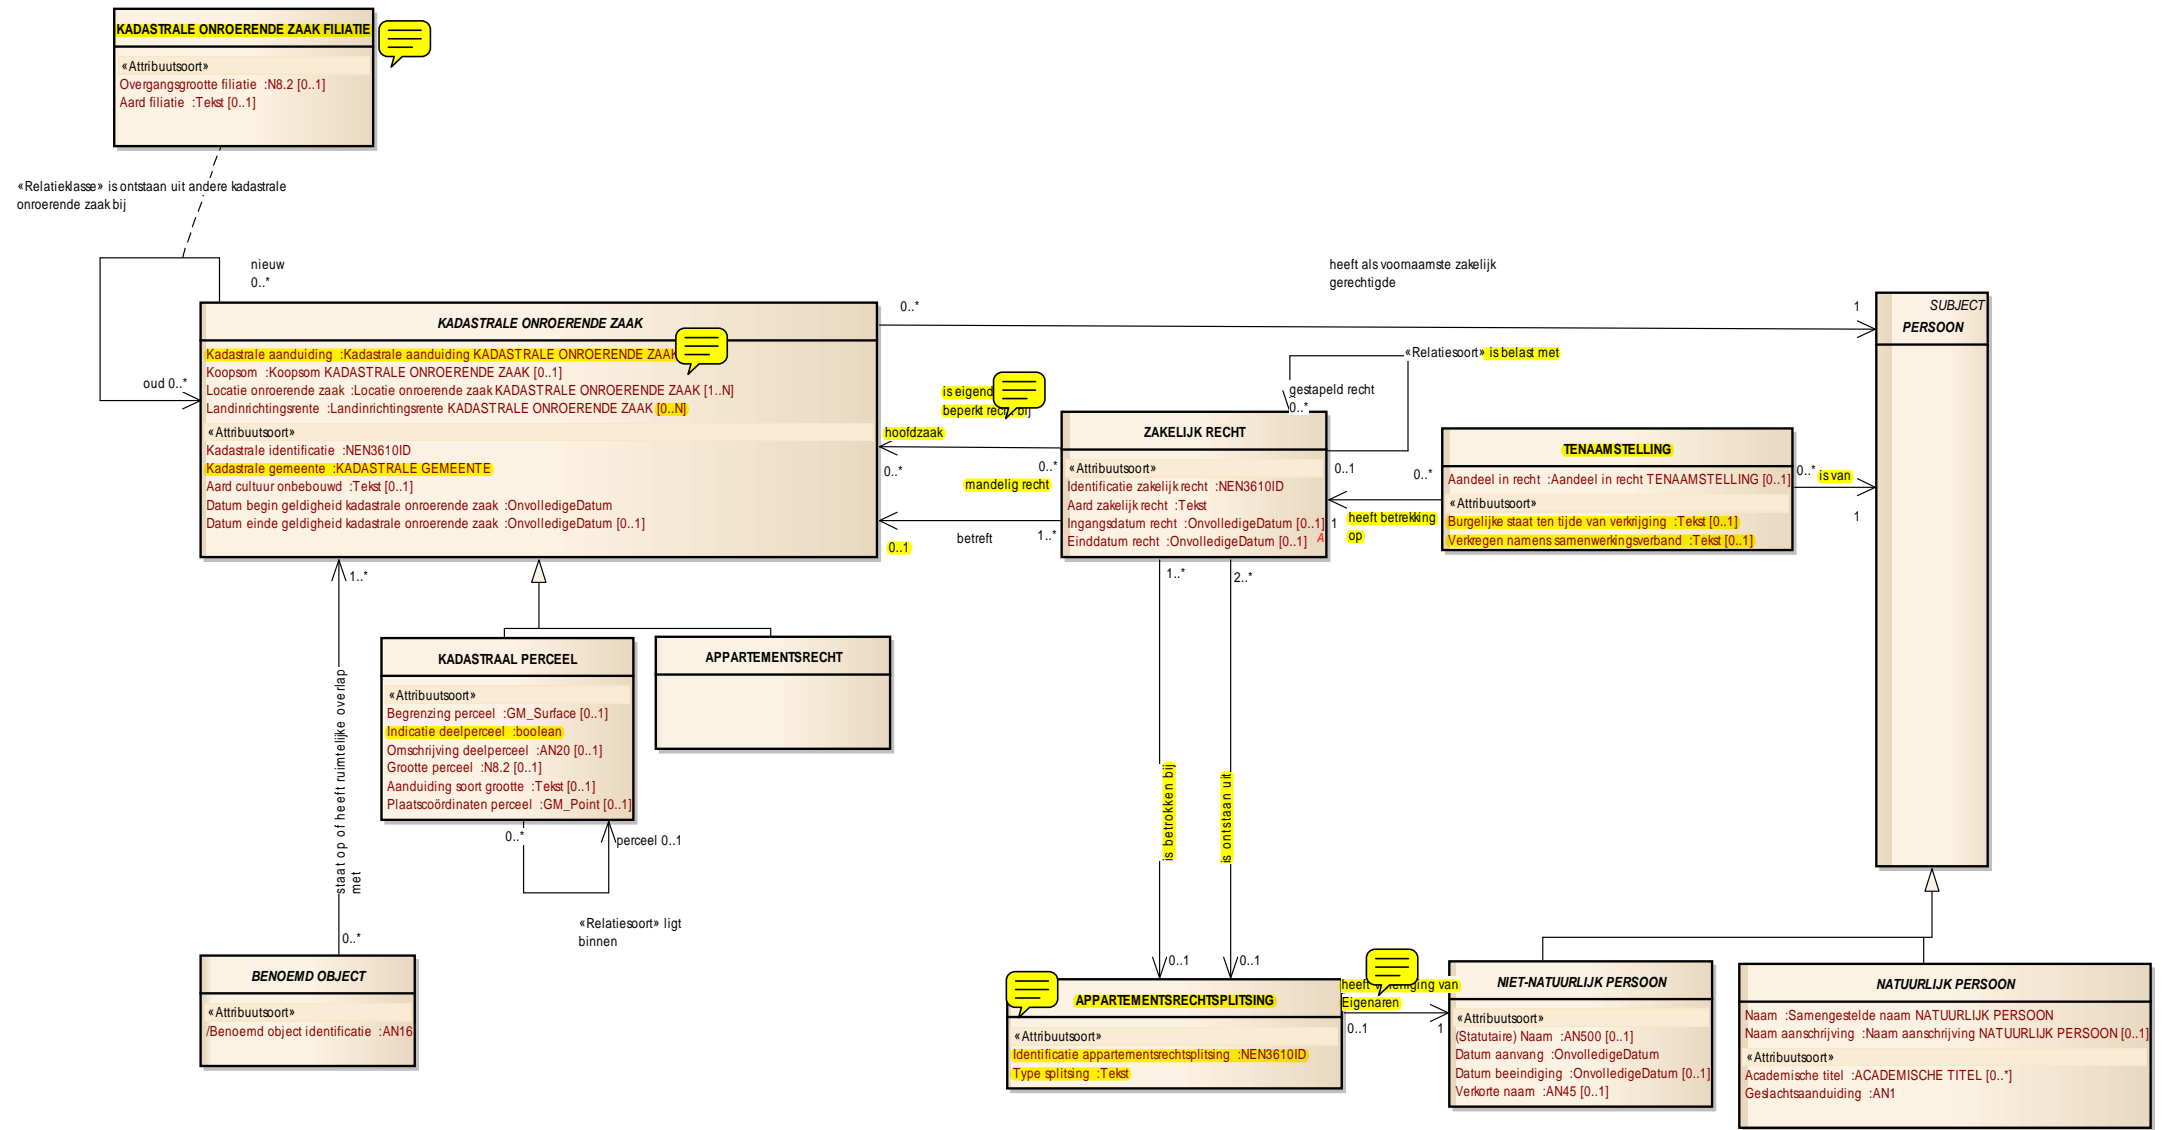 KADASTRALE ONROERENDE ZAAK FILIATIE
«Attribuutsoort»
Overgangsgrootte filiatie :N8.2 [0..1]
Aard filiatie :Tekst [0..1]
«Relatieklasse» is ontstaan uit andere kadastrale
onroerende zaak bij
nieuw
0..*
oud 0..*
KADASTRALE ONROERENDE ZAAK
Kadastrale aanduiding :Kadastrale aanduiding KADASTRALE ONROERENDE ZAAK
Koopsom :Koopsom KADASTRALE ONROERENDE ZAAK [0..1]
Locatie onroerende zaak :Locatie onroerende zaak KADASTRALE ONROERENDE ZAAK [1..N]
Landinrichtingsrente :Landinrichtingsrente KADASTRALE ONROERENDE ZAAK [0..N]
«Attribuutsoort»
Kadastrale identificatie :NEN3610ID
Kadastrale gemeente :KADASTRALE GEMEENTE
Aard cultuur onbebouwd :Tekst [0..1]
Datum begin geldigheid kadastrale onroerende zaak :OnvolledigeDatum
Datum einde geldigheid kadastrale onroerende zaak :OnvolledigeDatum [0..1]
0..*
heeft als voornaamste zakelijk
gerechtigde
1
SUBJECT
PERSOON
is eigend
beperkt recht bij
hoofdzaak
0..*
0..*
mandelig recht
betreft
1..*
0..1
«Relatiesoort» is belast met
gestapeld recht
0..*
0..1
ZAKELIJK RECHT
«Attribuutsoort»
Identificatie zakelijk recht :NEN3610ID
Aard zakelijk recht :Tekst
Ingangsdatum recht :OnvolledigeDatum [0..1]
Einddatum recht :OnvolledigeDatum [0..1]
A
0..*
1
heeft betrekking
op
TENAAMSTELLING
Aandeel in recht :Aandeel in recht TENAAMSTELLING [0..1]
«Attribuutsoort»
Burgelijke staat ten tijde van verkrijging :Tekst [0..1]
Verkregen namens samenwerkingsverband :Tekst [0..1]
0..*
is van
1
1..*
staat op of heeft ruimtelijke overlap
met
0..*
KADASTRAAL PERCEEL
«Attribuutsoort»
Begrenzing perceel :GM_Surface [0..1]
Indicatie deelperceel :boolean
Omschrijving deelperceel :AN20 [0..1]
Grootte perceel :N8.2 [0..1]
Aanduiding soort grootte :Tekst [0..1]
Plaatscoördinaten perceel :GM_Point [0..1]
APPARTEMENTSRECHT
0..*
perceel 0..1
«Relatiesoort» ligt
binnen
1..*
2..*
is betrokken bij
is ontstaan uit
0..1
0..1
BENOEMD OBJECT
«Attribuutsoort»
/Benoemd object identificatie :AN16
APPARTEMENTSRECHTSPLITSING
«Attribuutsoort»
Identificatie appartementsrechtsplitsing :NEN3610ID
Type splitsing :Tekst
heeft van
Eigenaren
0..1
1
NIET-NATUURLIJK PERSOON
«Attribuutsoort»
(Statutaire) Naam :AN500 [0..1]
Datum aanvang :OnvolledigeDatum
Datum beeindiging :OnvolledigeDatum [0..1]
Verkorte naam :AN45 [0..1]
NATUURLIJK PERSOON
Naam :Samengestelde naam NATUURLIJK PERSOON
Naam aanschrijving :Naam aanschrijving NATUURLIJK PERSOON [0..1]
«Attribuutsoort»
Academische titel :ACADEMISCHE TITEL [0..*]
Geslachtsaanduiding :AN1